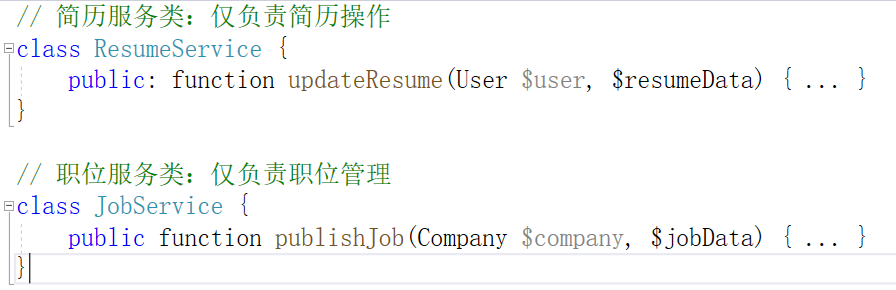 // 简历服务类：仅负责简历操作
class ResumeService {
public: function updateResume(User $user, $resumeData) { ... }
}
// 职位服务类：仅负责职位管理
class JobService {
public function publishJob(Company $company, $jobData) { ... }
}